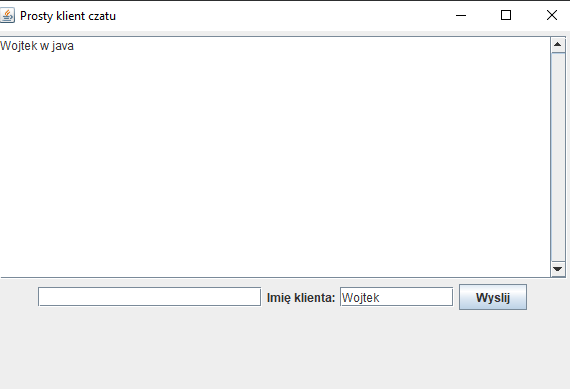 Prosty klient czatu
Wojtek w java
Imię klienta: Wojtek Wyslij